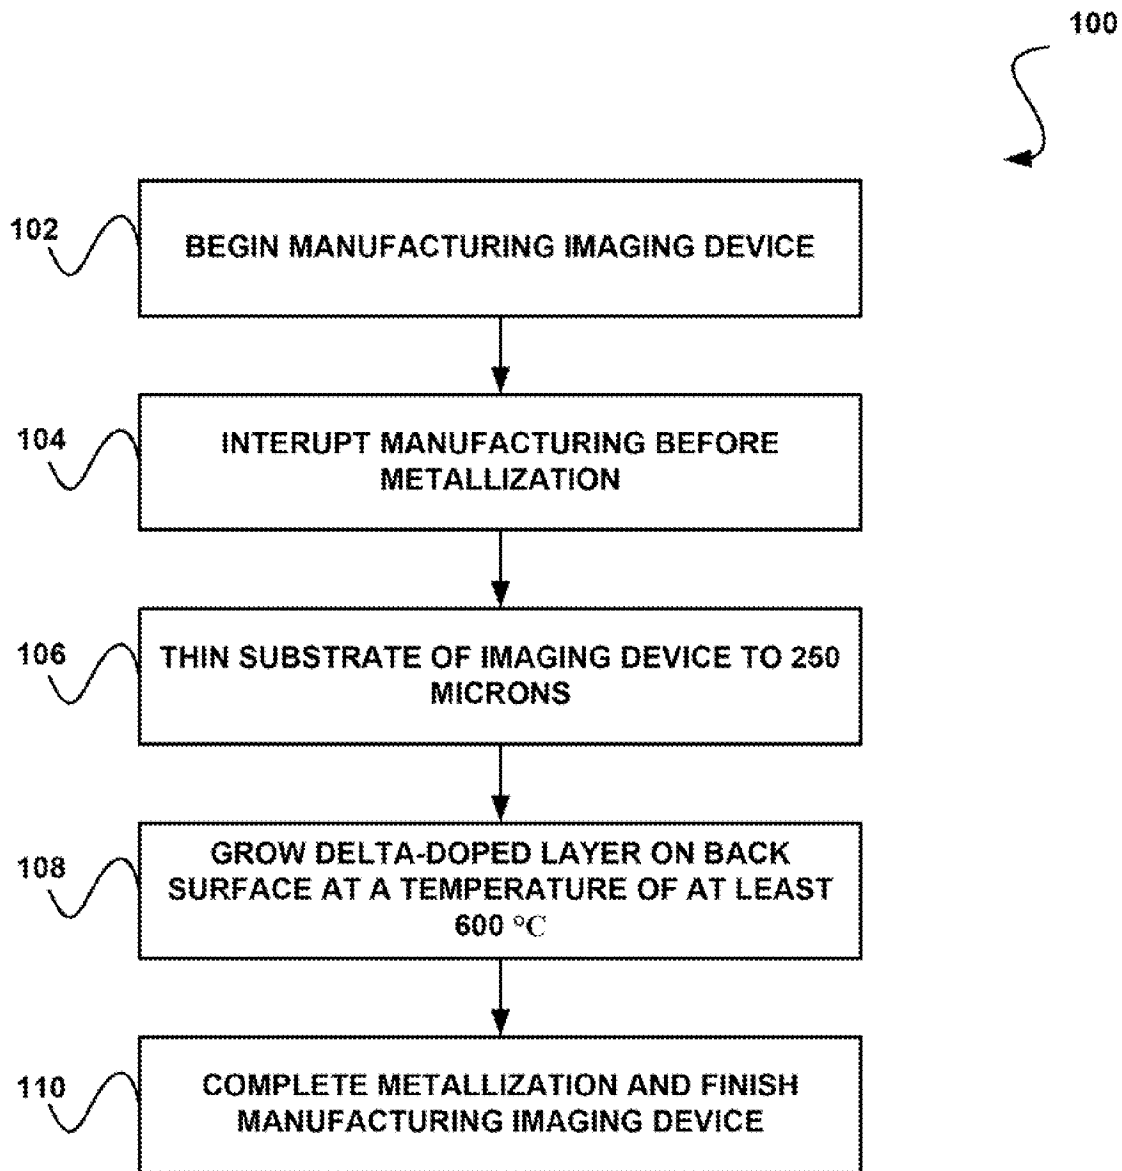 100
102
BEGIN MANUFACTURING IMAGING DEVICE
104
INTERUPT MANUFACTURING BEFORE
METALLIZATION
106
THIN SUBSTRATE OF IMAGING DEVICE TO 250
MICRONS
108
GROW DELTA-DOPED LAYER ON BACK
SURFACE AT A TEMPERATURE OF AT LEAST
600 °C
110
COMPLETE METALLIZATION AND FINISH
MANUFACTURING IMAGING DEVICE